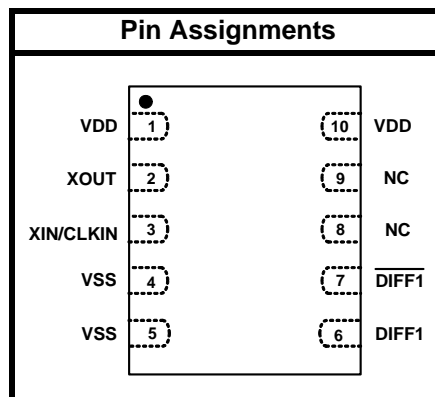 Pin Assignments
VDD 1 10 VDD
XOUT 2 9 NC
XIN/CLKIN 3 8 NC
VSS 4 7 D̅I̅F̅F̅1̅
VSS 5 6 DIFF1